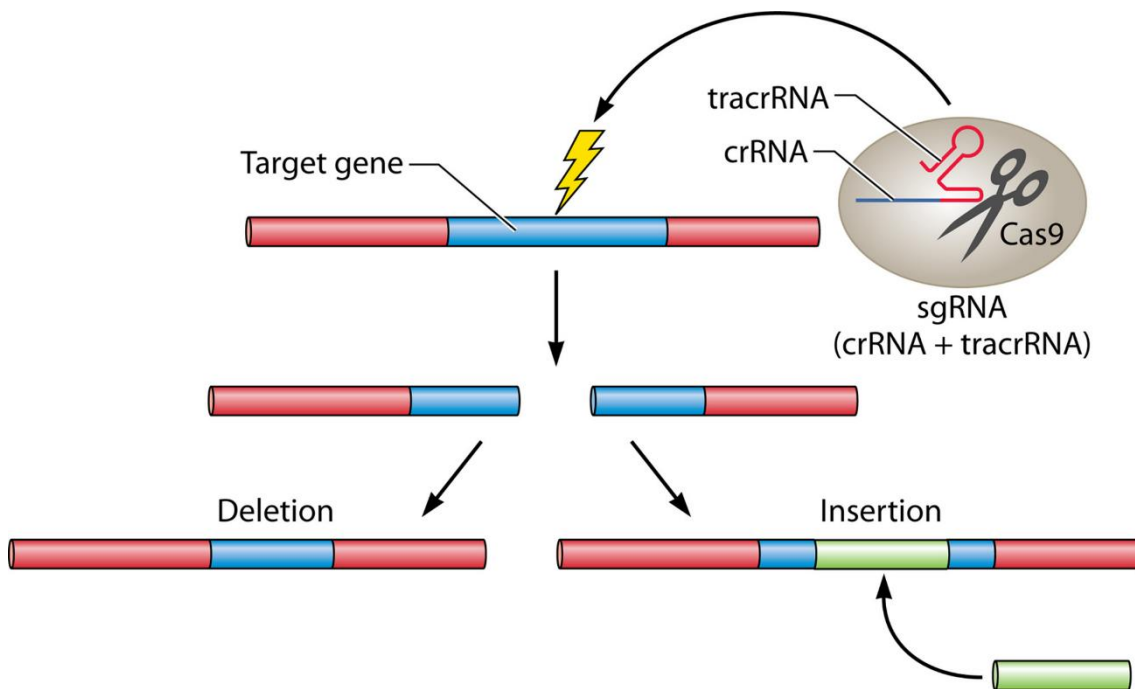 tracrRNA
crRNA
Target gene
Cas9
sgRNA
(crRNA + tracrRNA)
Deletion
Insertion